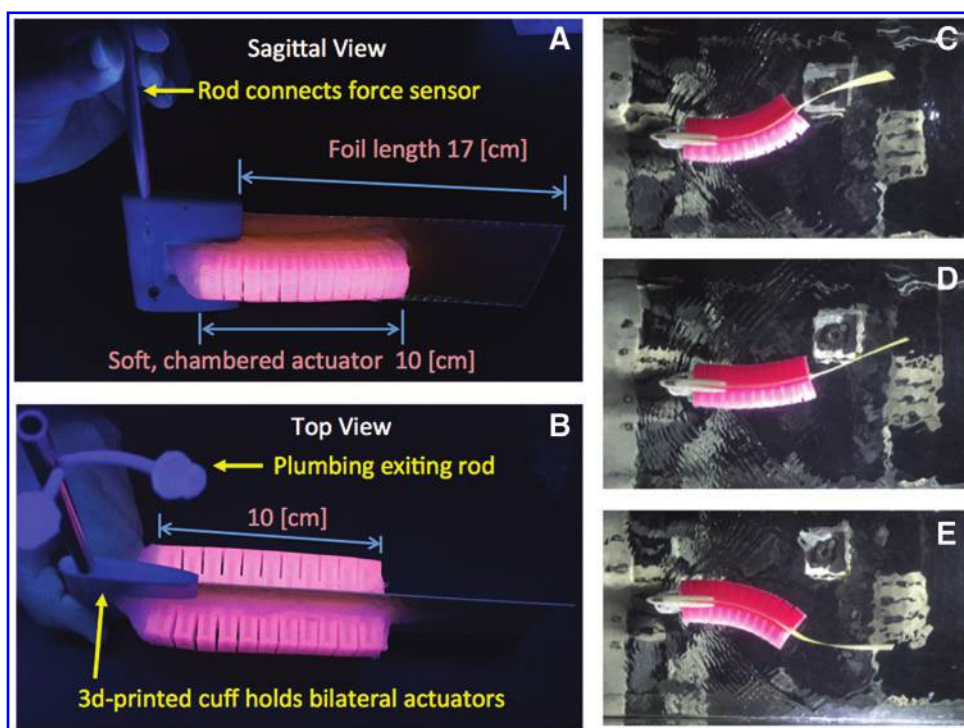 A
Sagittal View
Rod connects force sensor
Foil length 17 [cm]
Soft, chambered actuator 10 [cm]
B
Top View
Plumbing exiting rod
10 [cm]
3d-printed cuff holds bilateral actuators
C
D
E